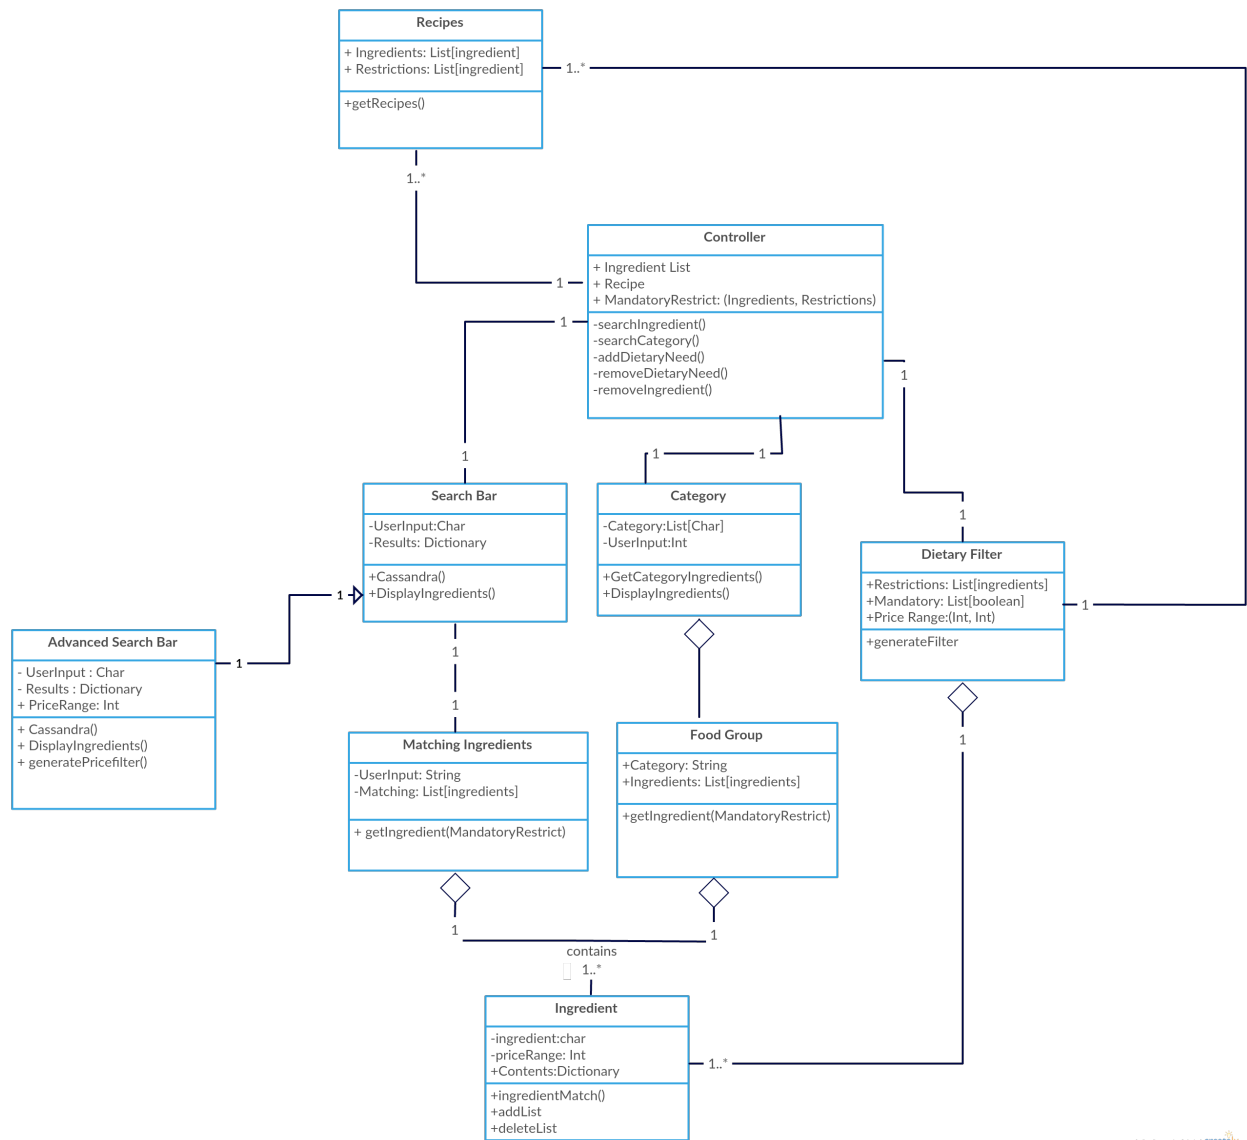 Recipes
+ Ingredients: List[ingredient]
+ Restrictions: List[ingredient]
+getRecipes()
1..*
1..*
Controller
+ Ingredient List
+ Recipe
+ MandatoryRestrict: (Ingredients, Restrictions)
-searchIngredient()
-searchCategory()
-addDietaryNeed()
-removeDietaryNeed()
-removeIngredient()
1
1
1
1
1
1
1
1
Search Bar
-UserInput:Char
-Results: Dictionary
+Cassandra()
+DisplayIngredients()
Category
-Category:List[Char]
-UserInput:Int
+GetCategoryIngredients()
+DisplayIngredients()
Dietary Filter
+Restrictions: List[ingredients]
+Mandatory: List[boolean]
+Price Range:(Int, Int)
+generateFilter
1
1
1
Advanced Search Bar
- UserInput : Char
- Results : Dictionary
+ PriceRange: Int
+ Cassandra()
+ DisplayIngredients()
+ generatePricefilter()
1
1
1
Matching Ingredients
-UserInput: String
-Matching: List[ingredients]
+ getIngredient(MandatoryRestrict)
Food Group
+Category: String
+Ingredients: List[ingredients]
+getIngredient(MandatoryRestrict)
1
1
contains
1..*
Ingredient
-ingredient:char
-priceRange: Int
+Contents:Dictionary
+ingredientMatch()
+addList
+deleteList
1..*